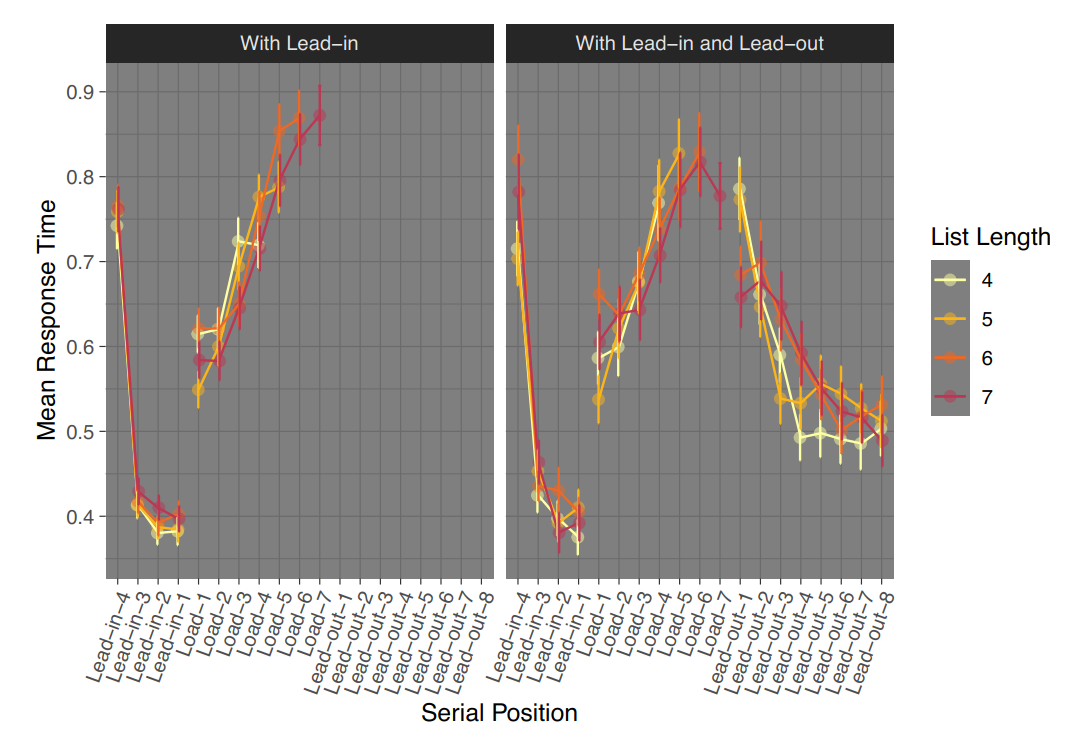 With Lead−in
With Lead−in and Lead−out
Mean Response Time
0.9
0.8
0.7
0.6
0.5
0.4
Lead−in−4
Lead−in−3
Lead−in−2
Lead−in−1
Load−1
Load−2
Load−3
Load−4
Load−5
Load−6
Load−7
Lead−out−1
Lead−out−2
Lead−out−3
Lead−out−4
Lead−out−5
Lead−out−6
Lead−out−7
Lead−out−8
Lead−in−4
Lead−in−3
Lead−in−2
Lead−in−1
Load−1
Load−2
Load−3
Load−4
Load−5
Load−6
Load−7
Lead−out−1
Lead−out−2
Lead−out−3
Lead−out−4
Lead−out−5
Lead−out−6
Lead−out−7
Lead−out−8
Serial Position
List Length
4
5
6
7